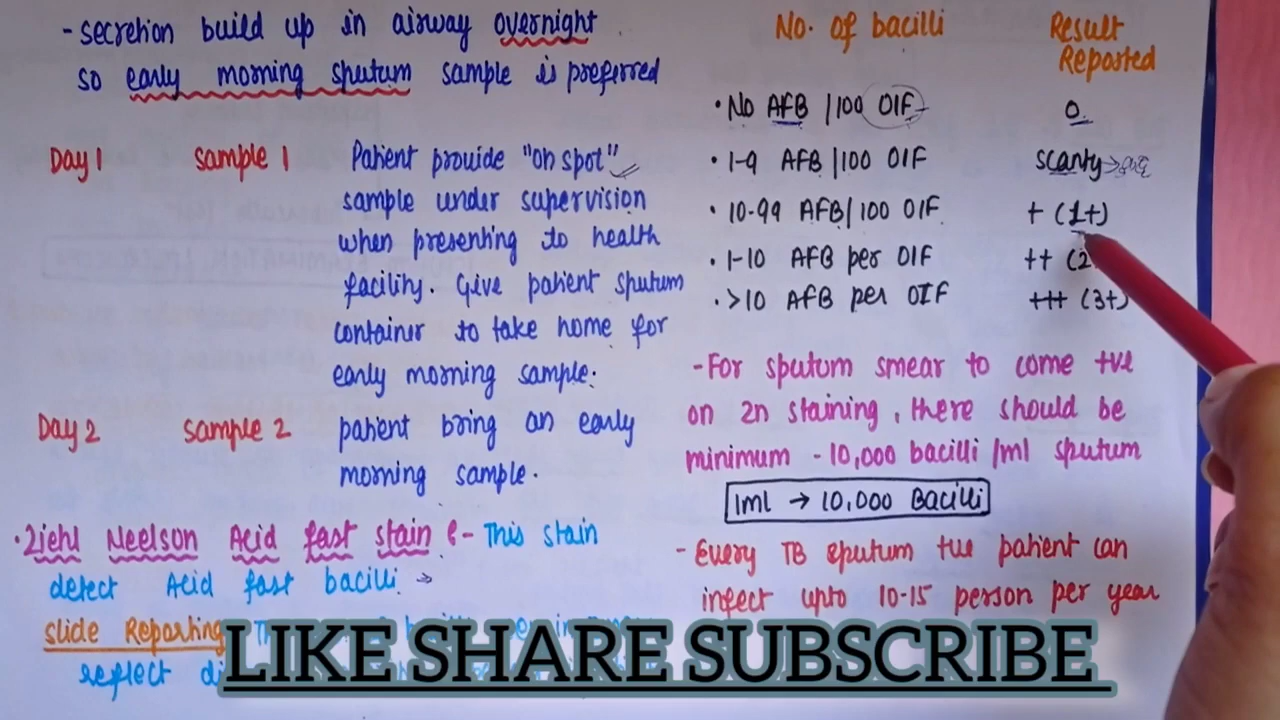 - secretion build up in airway overnight
so early morning sputum sample is preferred
Day 1 sample 1 Patient provide "on spot"
sample under supervision
when presenting to health
facility. Give patient sputum
container to take home for
early morning sample.
Day 2 sample 2 patient bring an early
morning sample.
• Ziehl Neelson Acid fast stain :- This stain
detect Acid fast bacilli
slide Reporting
reflect
No. of bacilli Result
Reported
• No AFB /100 OIF 0
• 1-9 AFB /100 OIF scanty
• 10-99 AFB/ 100 OIF + (1+)
• 1-10 AFB per OIF ++ (2
• >10 AFB per OIF +++ (3+)
- For sputum smear to come +ve
on Zn staining, there should be
minimum - 10,000 bacilli /ml sputum
1ml → 10,000 Bacilli
- Every TB sputum +ve patient can
infect upto 10-15 person per year
LIKE SHARE SUBSCRIBE